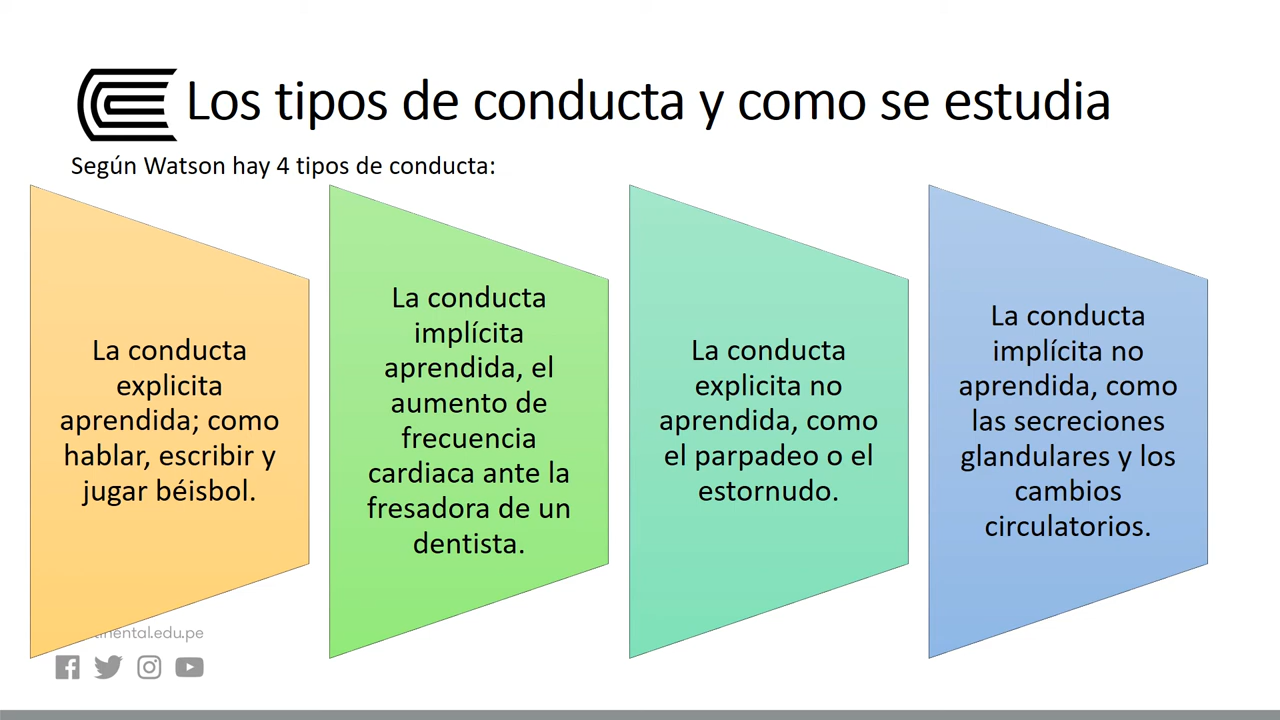 Los tipos de conducta y como se estudia
Según Watson hay 4 tipos de conducta:
La conducta
explicita
aprendida; como
hablar, escribir y
jugar béisbol.
La conducta
implícita
aprendida, el
aumento de
frecuencia
cardiaca ante la
fresadora de un
dentista.
La conducta
explicita no
aprendida, como
el parpadeo o el
estornudo.
La conducta
implícita no
aprendida, como
las secreciones
glandulares y los
cambios
circulatorios.